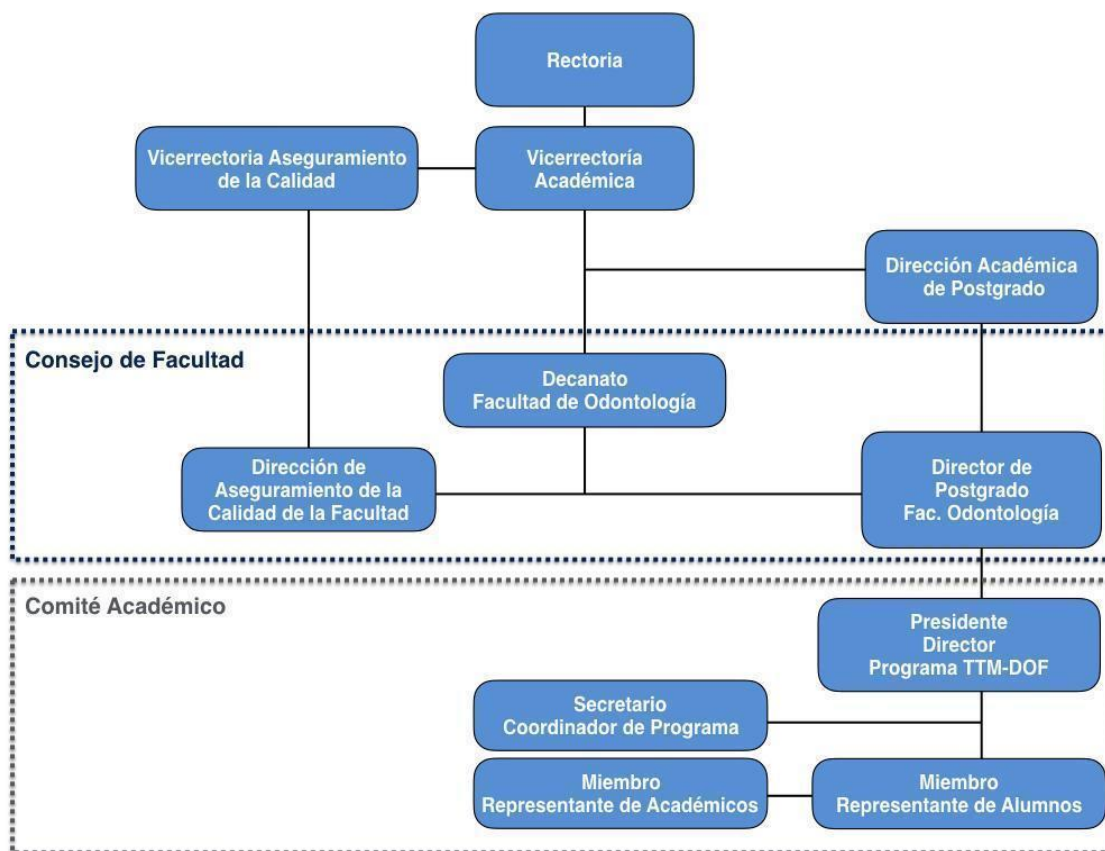 Rectoria
Vicerrectoria Aseguramiento
de la Calidad
Vicerrectoría
Académica
Dirección Académica
de Postgrado
Consejo de Facultad
Decanato
Facultad de Odontología
Dirección de
Aseguramiento de la
Calidad de la Facultad
Director de
Postgrado
Fac. Odontología
Comité Académico
Presidente
Director
Programa TTM-DOF
Secretario
Coordinador de Programa
Miembro
Representante de Académicos
Miembro
Representante de Alumnos